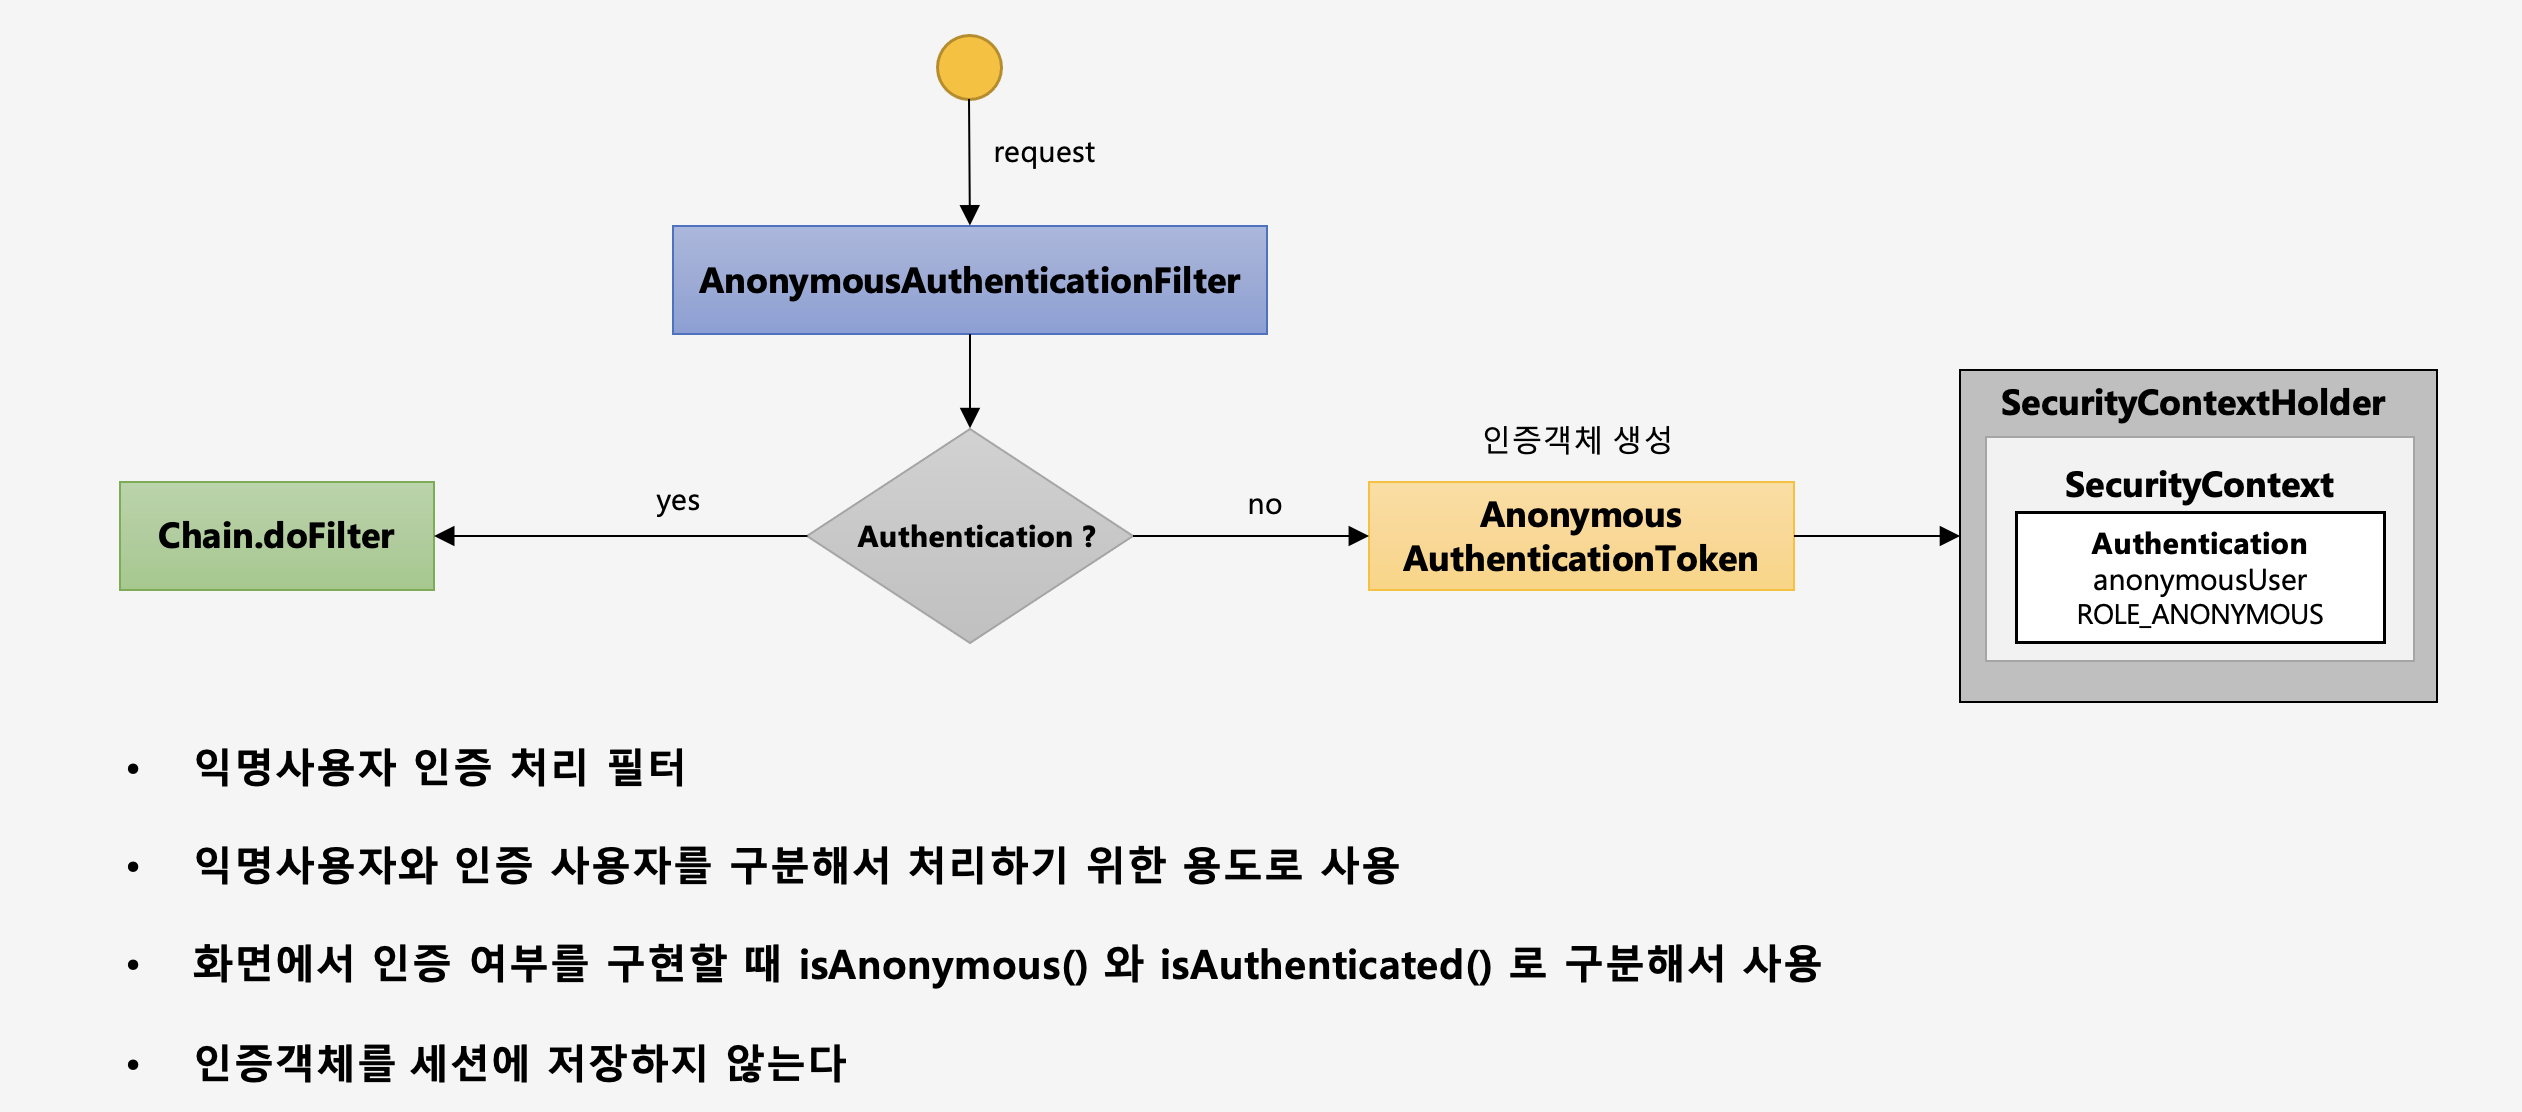 request
AnonymousAuthenticationFilter
Chain.doFilter
yes
Authentication ?
no
인증객체 생성
Anonymous
AuthenticationToken
SecurityContextHolder
SecurityContext
Authentication
anonymousUser
ROLE_ANONYMOUS
• 익명사용자 인증 처리 필터
• 익명사용자와 인증 사용자를 구분해서 처리하기 위한 용도로 사용
• 화면에서 인증 여부를 구현할 때 isAnonymous() 와 isAuthenticated() 로 구분해서 사용
• 인증객체를 세션에 저장하지 않는다